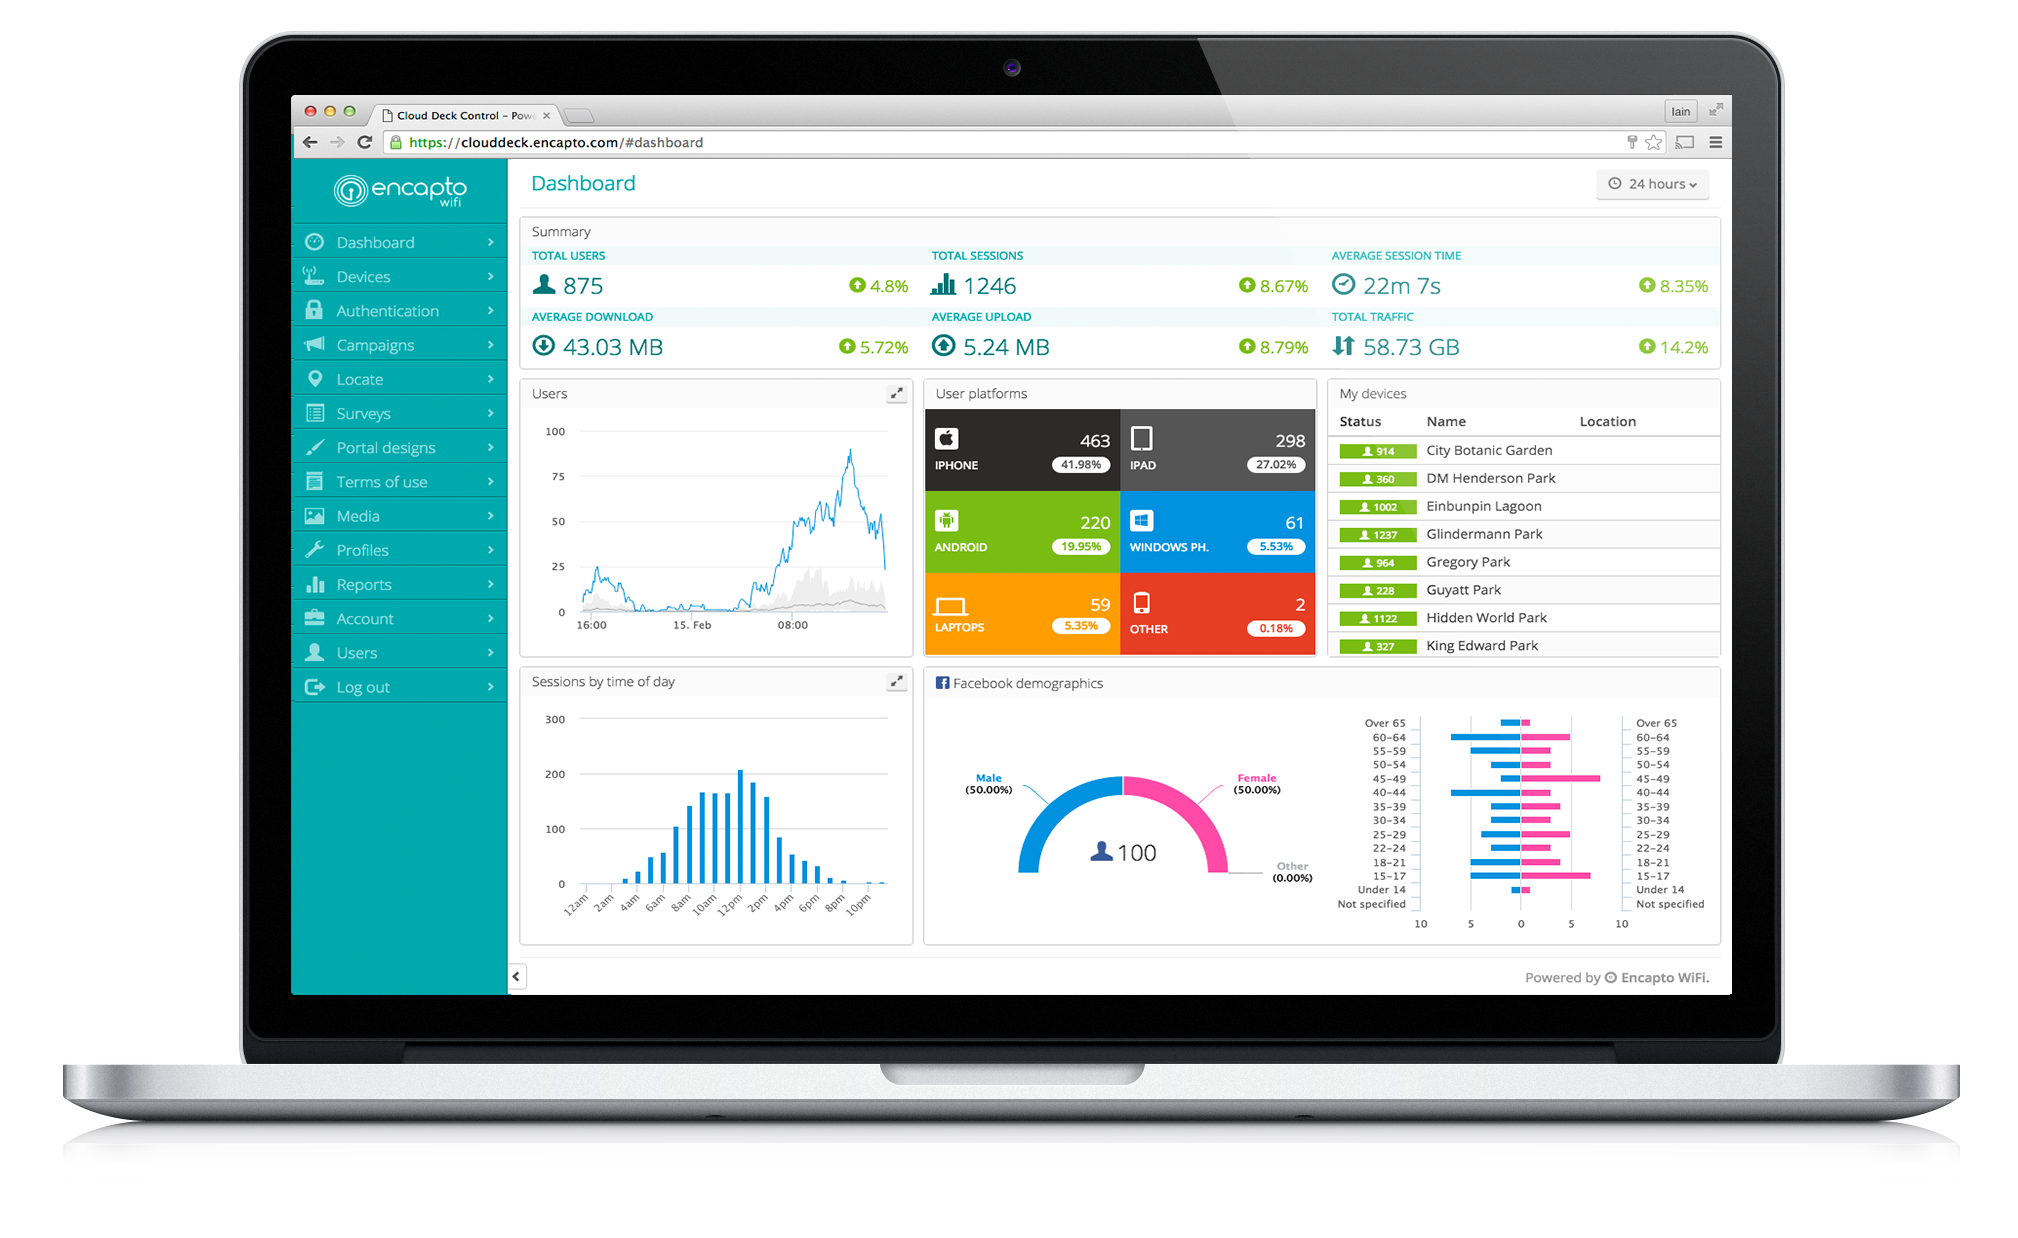 Cloud Deck Control – Pow
Iain
https://clouddeck.encapto.com/#dashboard
encapto
wifi
Dashboard
Devices
Authentication
Campaigns
Locate
Surveys
Portal designs
Terms of use
Media
Profiles
Reports
Account
Users
Log out
Dashboard
24 hours
Summary
TOTAL USERS
875
4.8%
TOTAL SESSIONS
1246
8.67%
AVERAGE SESSION TIME
22m 7s
8.35%
AVERAGE DOWNLOAD
43.03 MB
5.72%
AVERAGE UPLOAD
5.24 MB
8.79%
TOTAL TRAFFIC
58.73 GB
14.2%
Users
100
75
50
25
0
16:00 15. Feb 08:00
User platforms
463
IPHONE 41.98%
298
IPAD 27.02%
220
ANDROID 19.95%
61
WINDOWS PH. 5.53%
59
LAPTOPS 5.35%
2
OTHER 0.18%
My devices
Status Name Location
914 City Botanic Garden
360 DM Henderson Park
1002 Einbunpin Lagoon
1237 Glindermann Park
964 Gregory Park
228 Guyatt Park
1122 Hidden World Park
327 King Edward Park
Sessions by time of day
300
200
100
0
12am 2am 4am 6am 8am 10am 12pm 2pm 4pm 6pm 8pm 10pm
Facebook demographics
Male
(50.00%)
Female
(50.00%)
100
Other
(0.00%)
Over 65 Over 65
60–64 60–64
55–59 55–59
50–54 50–54
45–49 45–49
40–44 40–44
35–39 35–39
30–34 30–34
25–29 25–29
22–24 22–24
18–21 18–21
15–17 15–17
Under 14 Under 14
Not specified Not specified
10 5 0 5 10
Powered by Encapto WiFi.